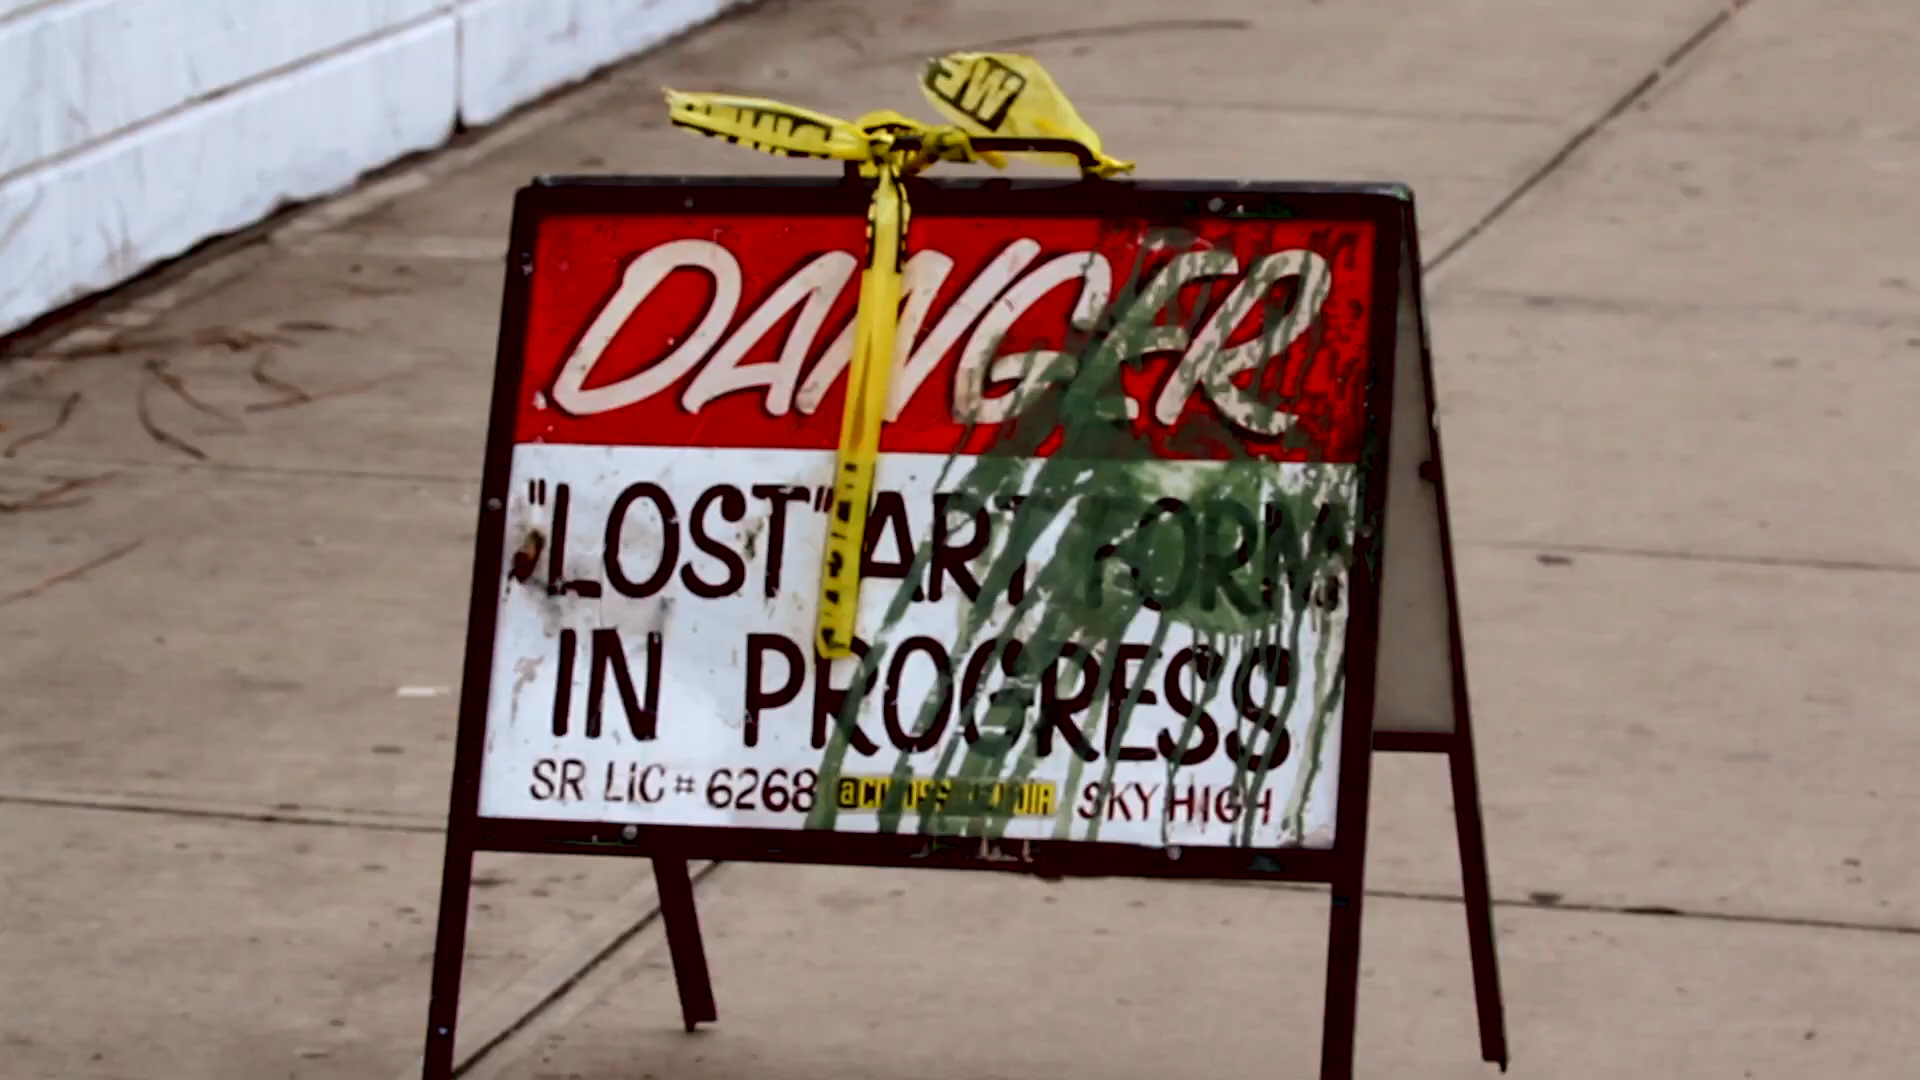 DANGER
"LOST" ART FORM
IN PROGRESS
SR LIC # 6268 SKY HIGH